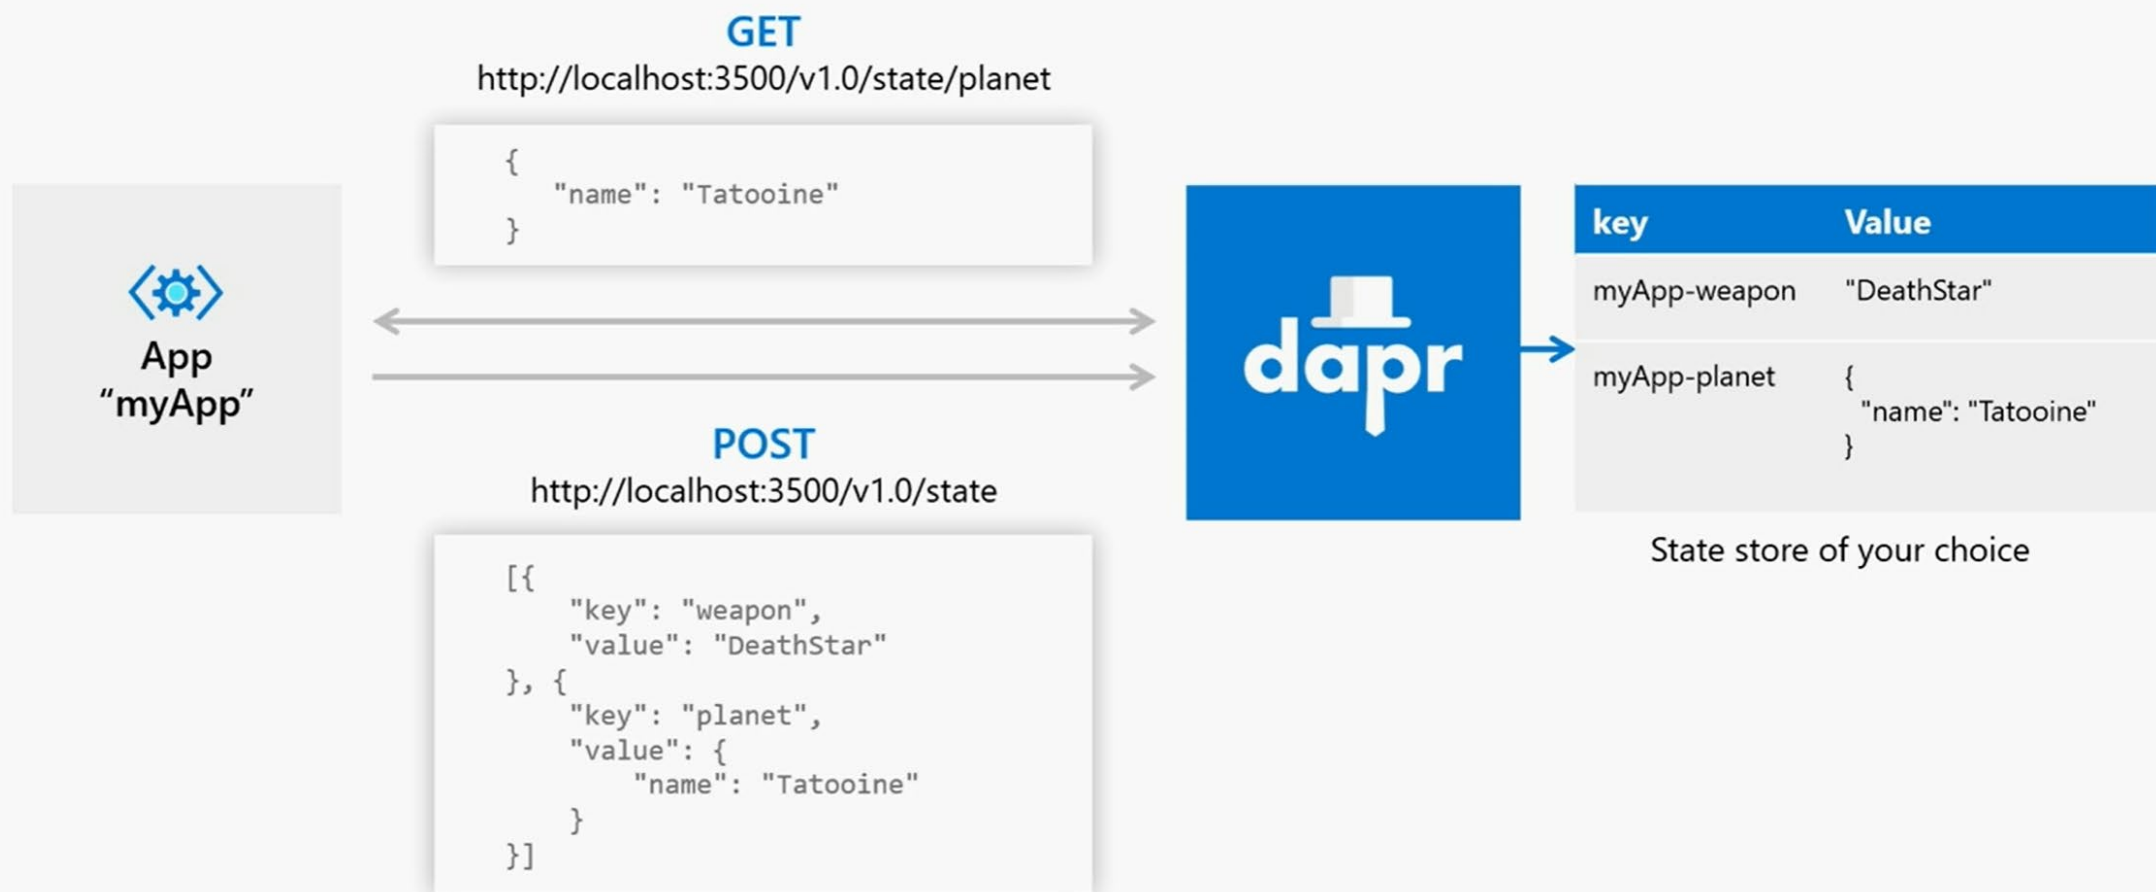 GET
http://localhost:3500/v1.0/state/planet
{
"name": "Tatooine"
}
App
“myApp”
POST
http://localhost:3500/v1.0/state
[{
"key": "weapon",
"value": "DeathStar"
}, {
"key": "planet",
"value": {
"name": "Tatooine"
}
}]
dapr
key Value
myApp-weapon "DeathStar"
myApp-planet {
"name": "Tatooine"
}
State store of your choice